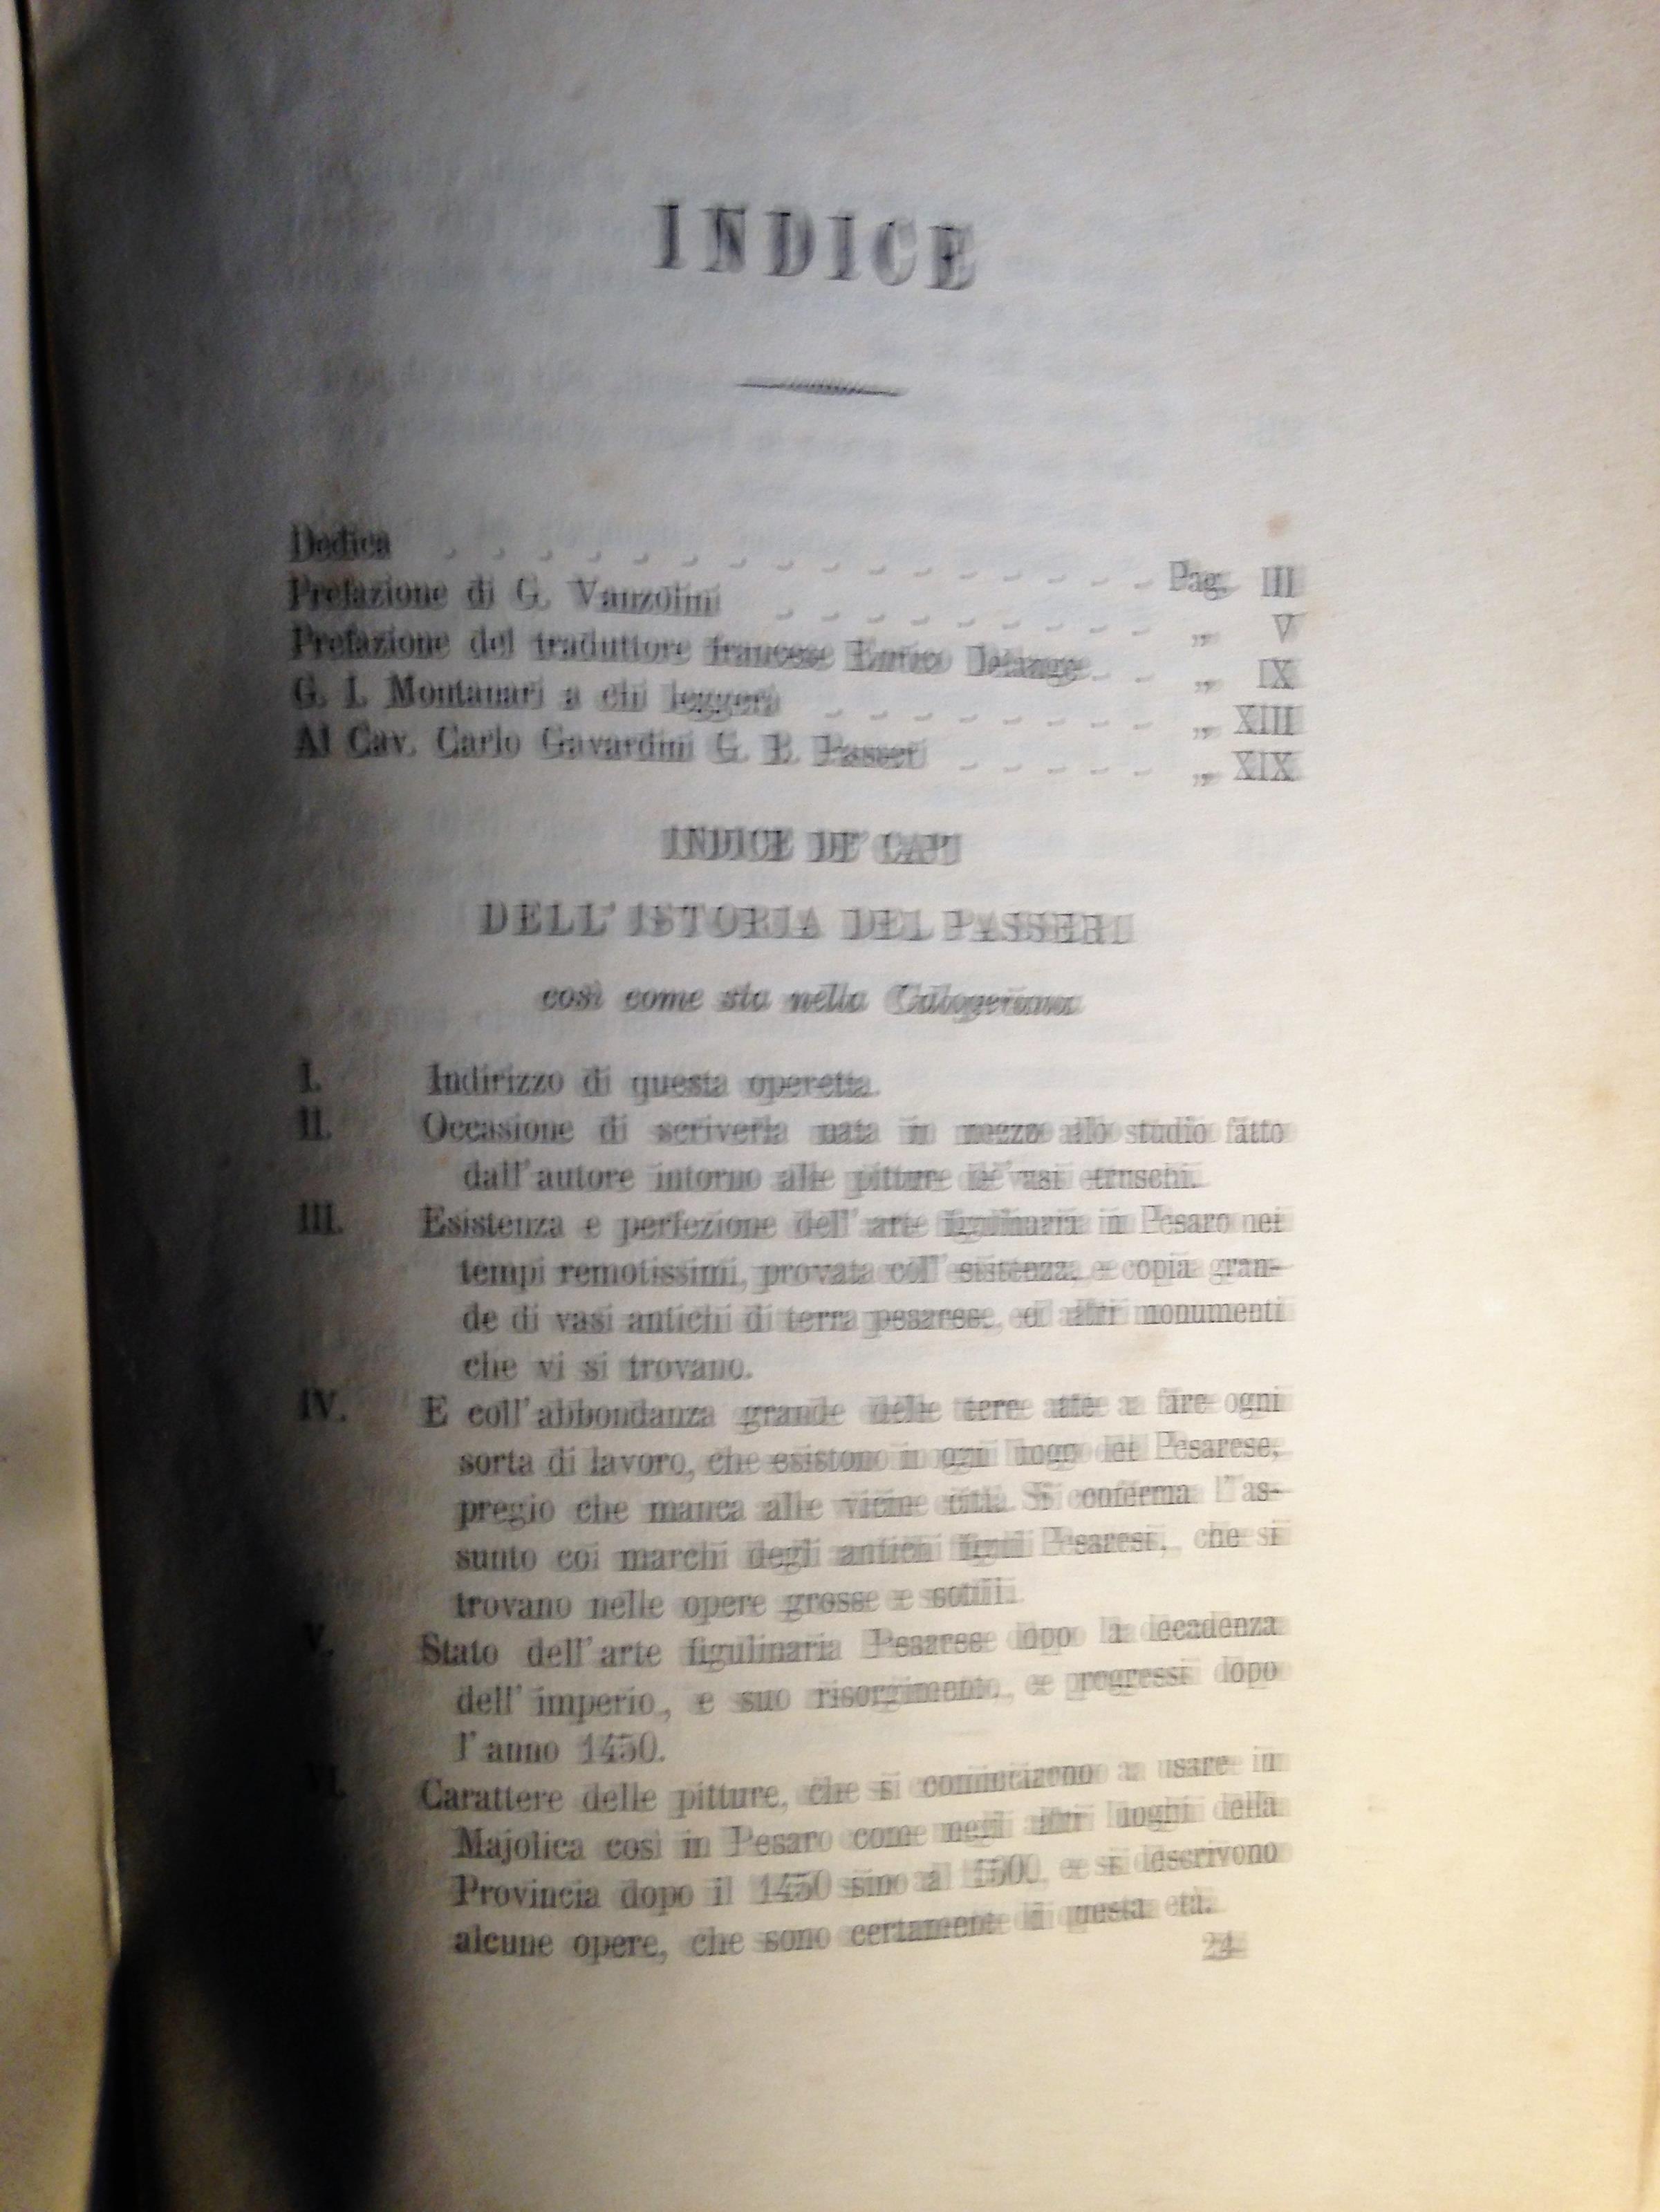 INDICE
Dedica . . . . . . . . . . . . . . . . Pag. III
Prefazione di G. Vanzolini . . . . . . . . . „ V
Prefazione del traduttore francese Enrico Delange . . „ IX
G. I. Montanari a chi leggerà . . . . . . . . „ XIII
Al Cav. Carlo Gavardini G. B. Passeri . . . . . „ XIX
INDICE DE' CAPI
DELL' ISTORIA DEL PASSERI
così come sta nella Calogeriana
I. Indirizzo di questa operetta.
II. Occasione di scriverla nata in mezzo allo studio fatto
dall' autore intorno alle pitture de' vasi etruschi.
III. Esistenza e perfezione dell' arte figulinaria in Pesaro nei
tempi remotissimi, provata coll' esistenza, e copia gran-
de di vasi antichi di terra pesarese, ed altri monumenti
che vi si trovano.
IV. E coll' abbondanza grande delle terre atte a fare ogni
sorta di lavoro, che esistono in ogni luogo del Pesarese,
pregio che manca alle vicine città. Si conferma l' as-
sunto coi marchi degli antichi figuli Pesaresi, che si
trovano nelle opere grosse e sottili.
V. Stato dell' arte figulinaria Pesarese dopo la decadenza
dell' imperio, e suo risorgimento, e progressi dopo
l' anno 1450.
VI. Carattere delle pitture, che si cominciarono a usare in
Majolica così in Pesaro come negli altri luoghi della
Provincia dopo il 1450 sino al 1500, e si descrivono
alcune opere, che sono certamente di questa età.
24